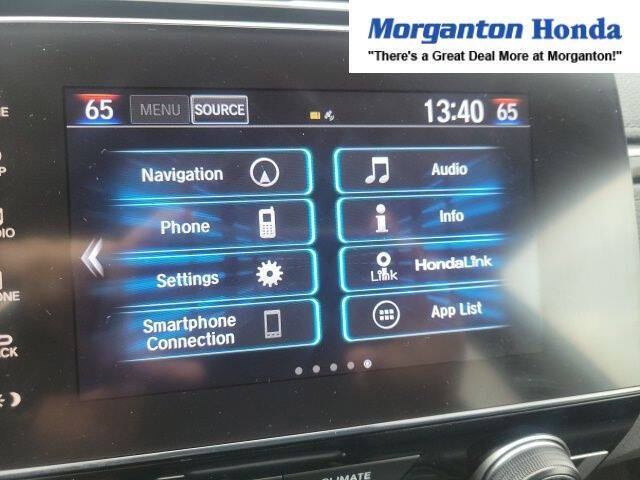 Morganton Honda
"There's a Great Deal More at Morganton!"
65 MENU SOURCE 13:40 65
Navigation
Audio
Phone
Info
Settings
Link HondaLink
Smartphone
Connection
App List
CLIMATE